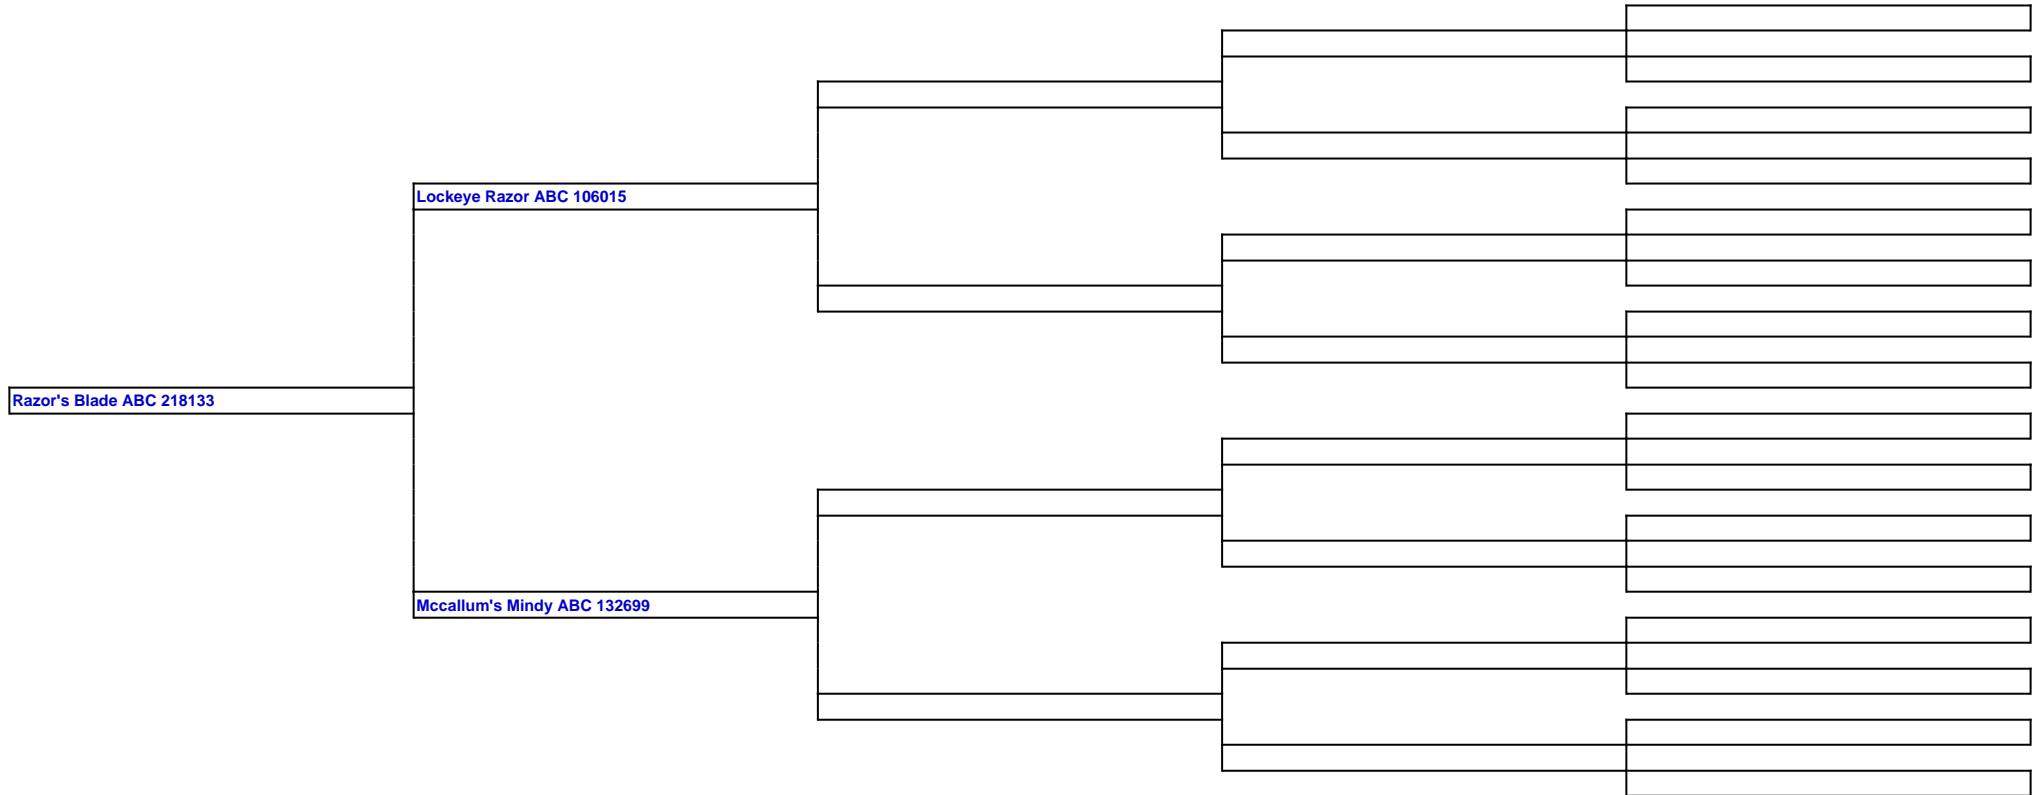 Lockeye Razor ABC 106015
Razor's Blade ABC 218133
Mccallum's Mindy ABC 132699